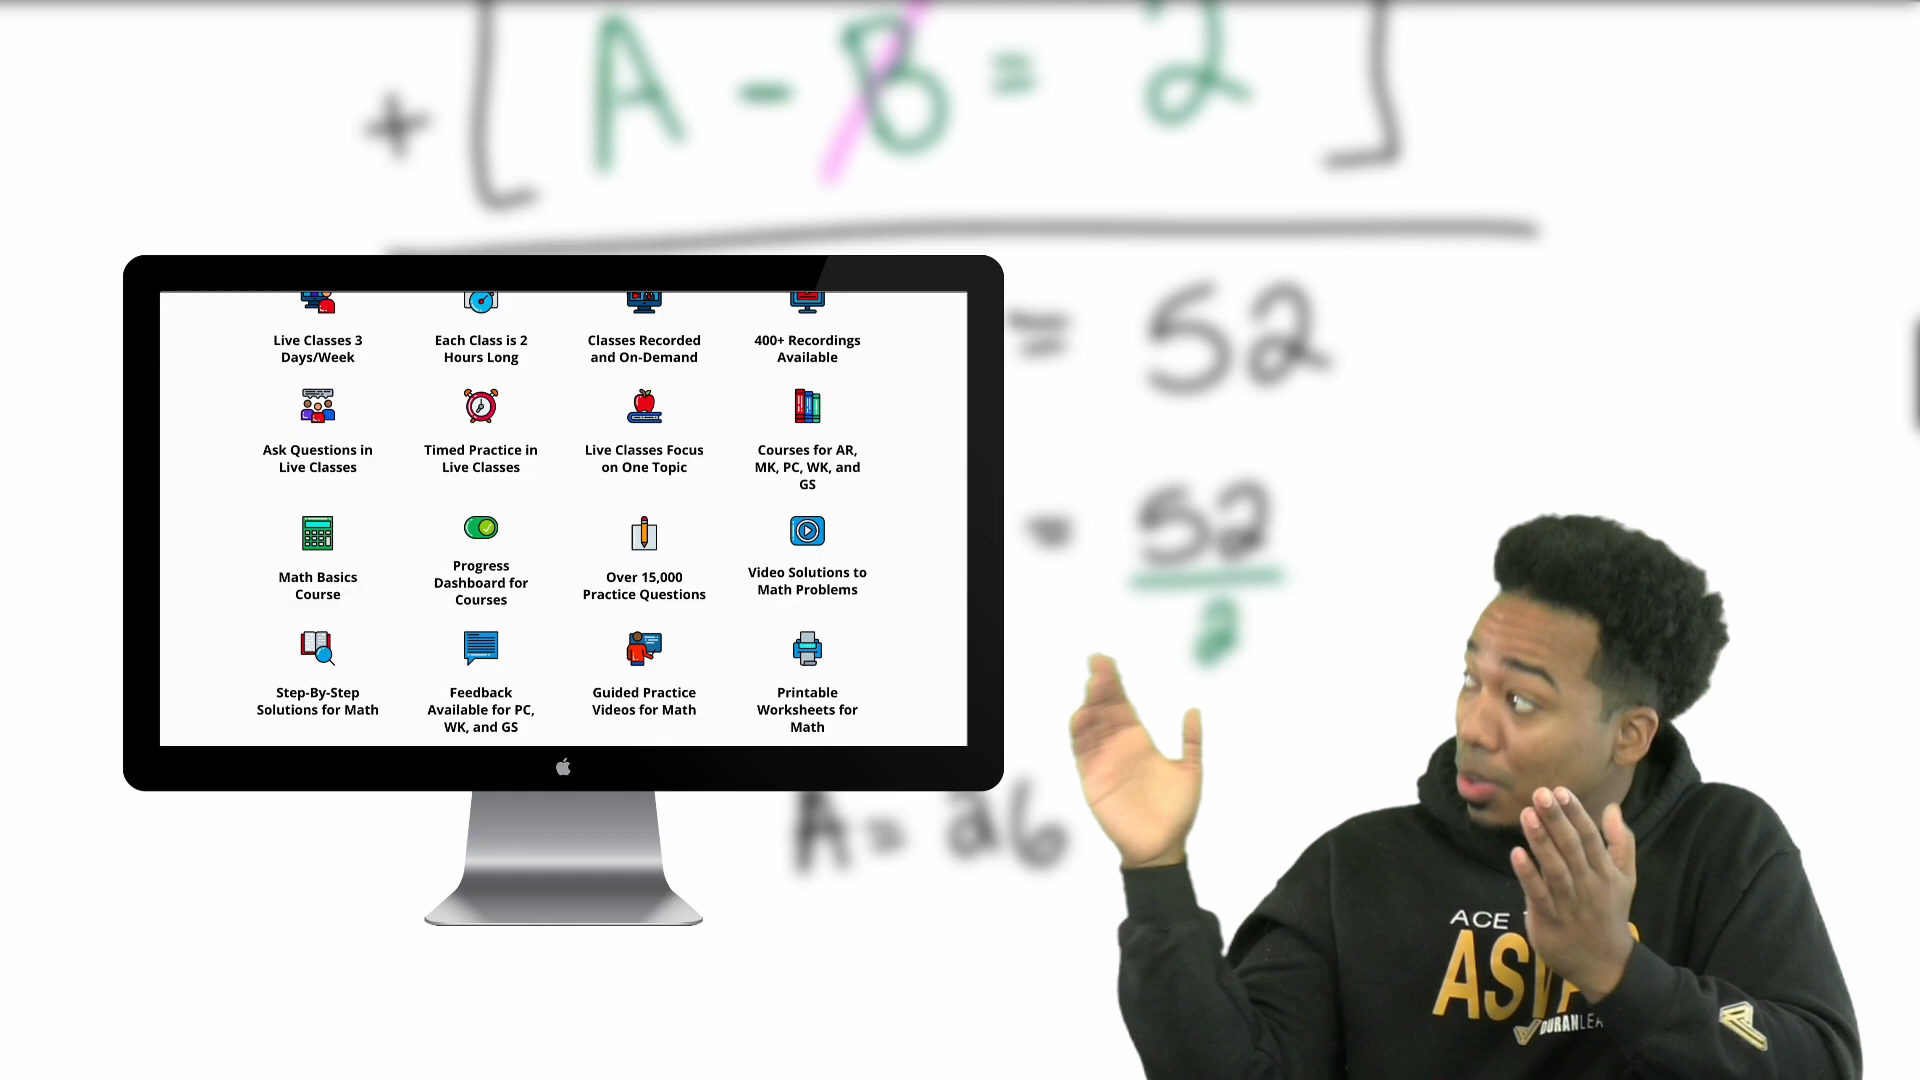 A - B = 2
+
= 52
Live Classes 3
Days/Week
Each Class is 2
Hours Long
Classes Recorded
and On-Demand
400+ Recordings
Available
Ask Questions in
Live Classes
Timed Practice in
Live Classes
Live Classes Focus
on One Topic
Courses for AR,
MK, PC, WK, and
GS
= 52
2
Math Basics
Course
Progress
Dashboard for
Courses
Over 15,000
Practice Questions
Video Solutions to
Math Problems
Step-By-Step
Solutions for Math
Feedback
Available for PC,
WK, and GS
Guided Practice
Videos for Math
Printable
Worksheets for
Math
A = 26
ACE